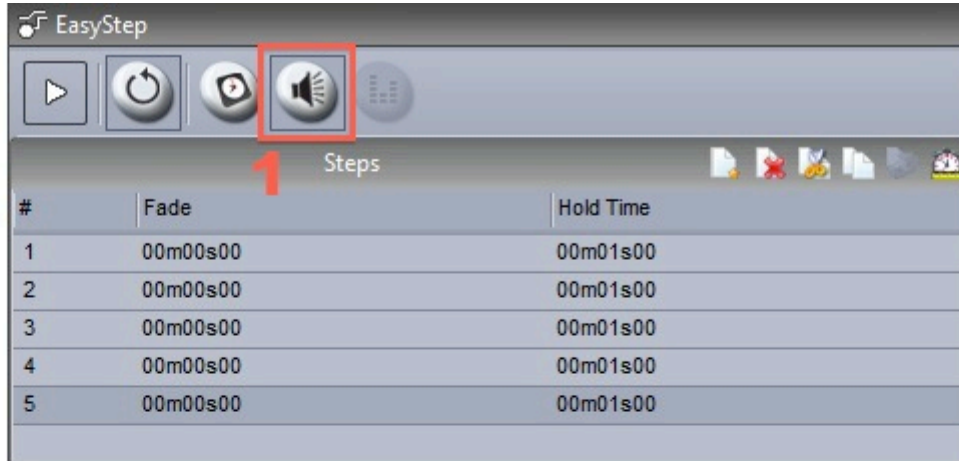 EasyStep
1
Steps
# Fade Hold Time
1 00m00s00 00m01s00
2 00m00s00 00m01s00
3 00m00s00 00m01s00
4 00m00s00 00m01s00
5 00m00s00 00m01s00